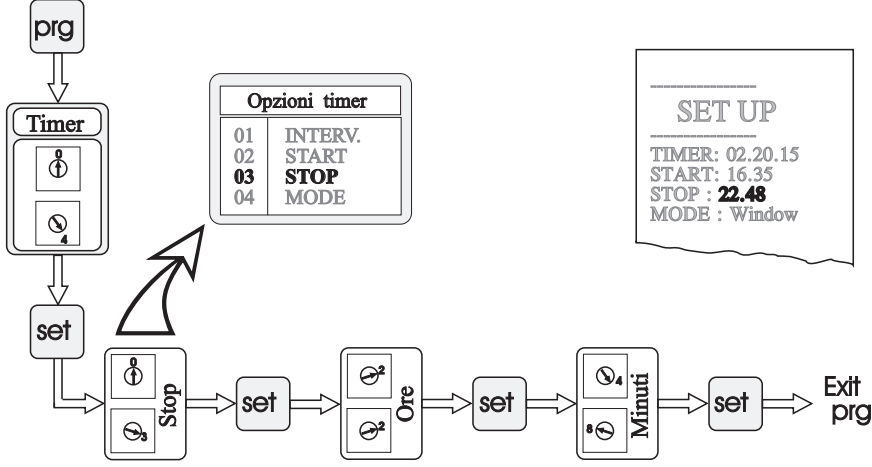 prg
Timer
0
4
set
Opzioni timer
01 INTERV.
02 START
03 STOP
04 MODE
SET UP
TIMER: 02.20.15
START: 16.35
STOP : 22.48
MODE : Window
0
3
Stop
set
2
2
Ore
set
4
8
Minuti
set
Exit
prg